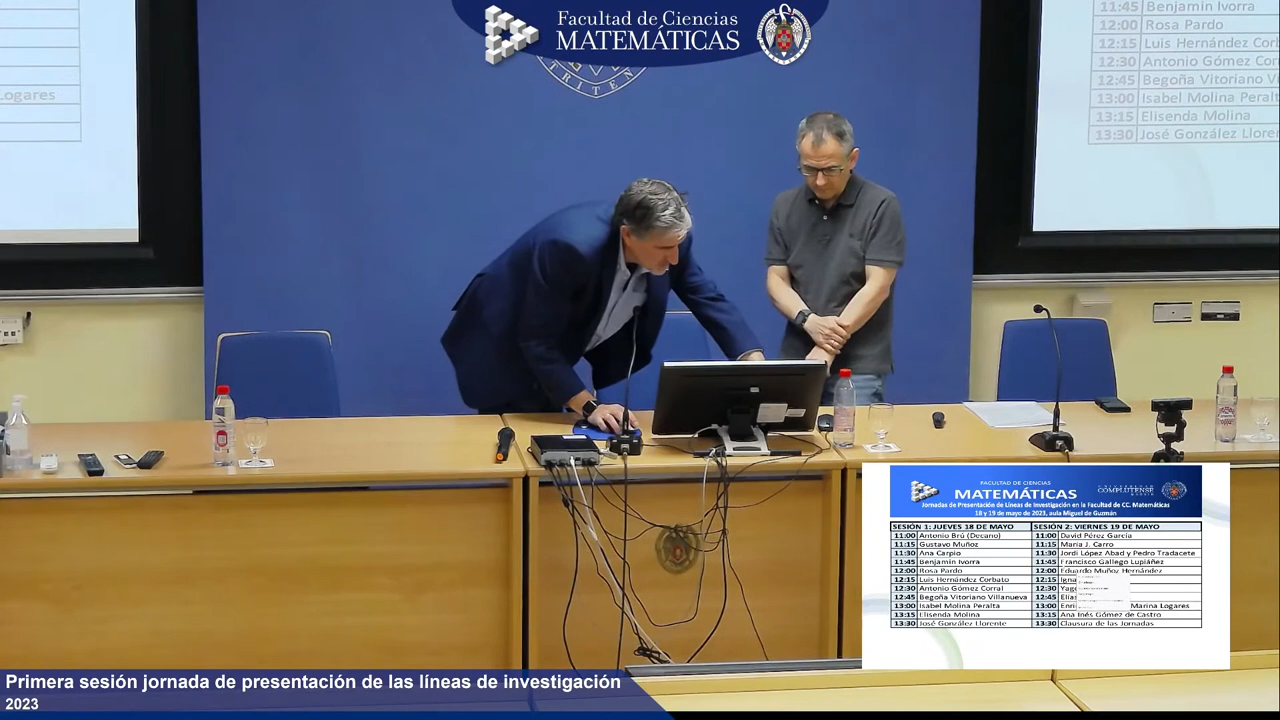 Facultad de Ciencias
MATEMÁTICAS
TRITEN
Logares
11:45 Benjamín Ivorra
12:00 Rosa Pardo
12:15 Luis Hernández Corb
12:30 Antonio Gómez Cor
12:45 Begoña Vitoriano V
13:00 Isabel Molina Peralt
13:15 Elisenda Molina
13:30 José González Llore
FACULTAD DE CIENCIAS
MATEMÁTICAS
COMPLUTENSE
Jornadas de Presentación de Líneas de Investigación en la Facultad de CC. Matemáticas
18 y 19 de mayo de 2023, aula Miguel de Guzmán
SESIÓN 1: JUEVES 18 DE MAYO SESIÓN 2: VIERNES 19 DE MAYO
11:00 Antonio Brú (Decano) 11:00 David Pérez García
11:15 Gustavo Muñoz 11:15 María J. Carro
11:30 Ana Carpio 11:30 Jordi López Abad y Pedro Tradacete
11:45 Benjamín Ivorra 11:45 Francisco Gallego Lupiáñez
12:00 Rosa Pardo 12:00 Eduardo Muñoz Hernández
12:15 Luis Hernández Corbato 12:15 Igna
12:30 Antonio Gómez Corral 12:30 Yag
12:45 Begoña Vitoriano Villanueva 12:45 Elías
13:00 Isabel Molina Peralta 13:00 Enri Marina Logares
13:15 Elisenda Molina 13:15 Ana Inés Gómez de Castro
13:30 José González Llorente 13:30 Clausura de las Jornadas
Primera sesión jornada de presentación de las líneas de investigación
2023